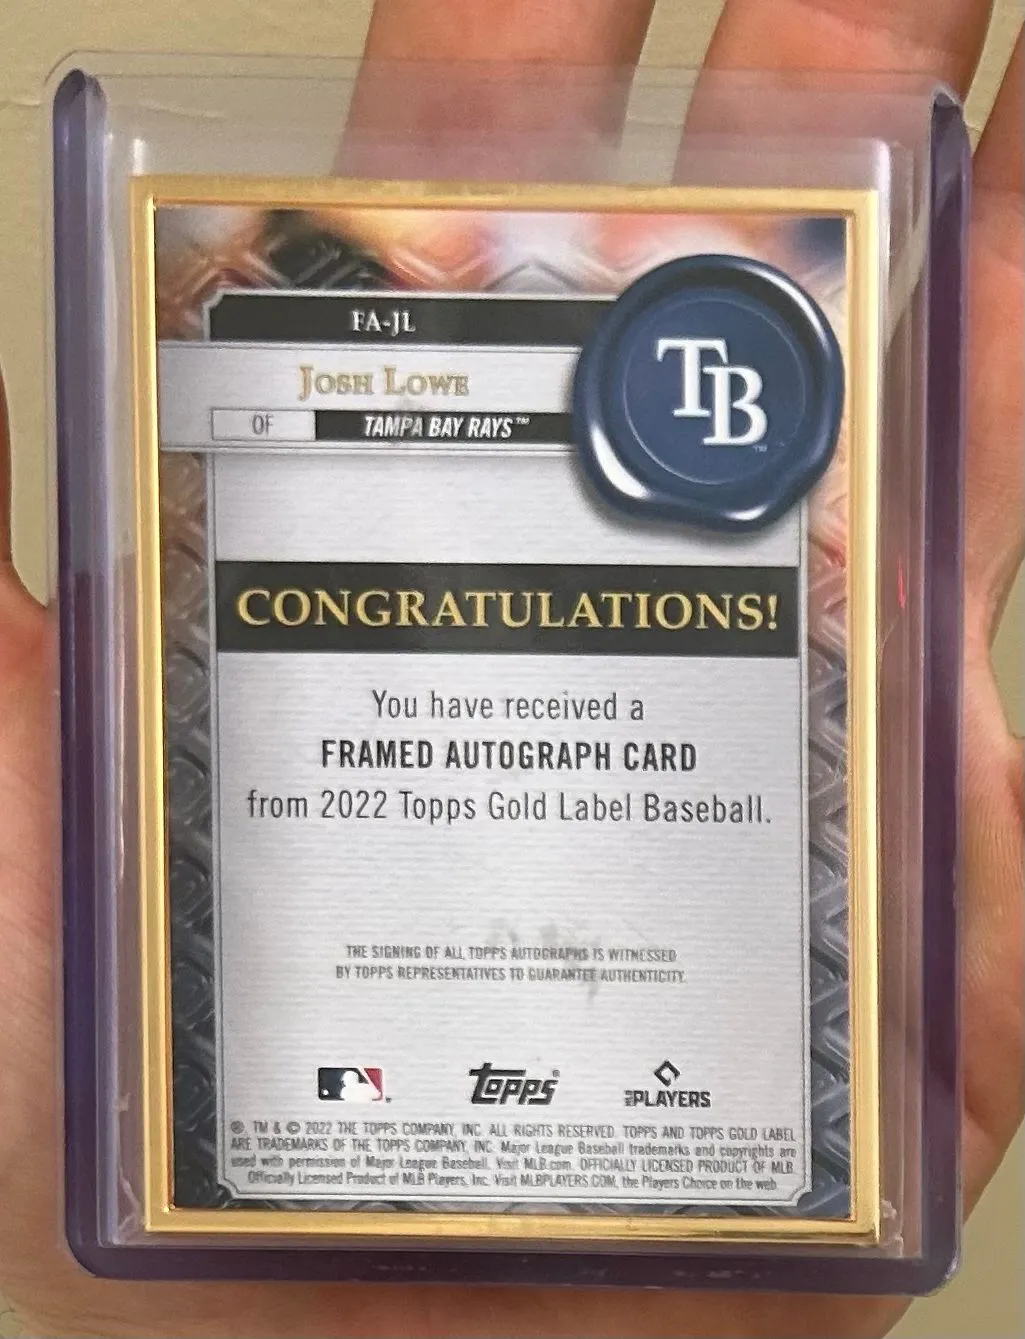 FA-JL
JOSH LOWE
OF
TAMPA BAY RAYS™
TB™
CONGRATULATIONS!
You have received a
FRAMED AUTOGRAPH CARD
from 2022 Topps Gold Label Baseball.
THE SIGNING OF ALL TOPPS AUTOGRAPHS IS WITNESSED
BY TOPPS REPRESENTATIVES TO GUARANTEE AUTHENTICITY.
topps®
MLB PLAYERS
®, TM & © 2022 THE TOPPS COMPANY, INC. ALL RIGHTS RESERVED. TOPPS AND TOPPS GOLD LABEL
ARE TRADEMARKS OF THE TOPPS COMPANY, INC. Major League Baseball trademarks and copyrights are
used with permission of Major League Baseball. Visit MLB.com. OFFICIALLY LICENSED PRODUCT OF MLB
Officially Licensed Product of MLB Players, Inc. Visit MLBPLAYERS.COM, the Players Choice on the web.